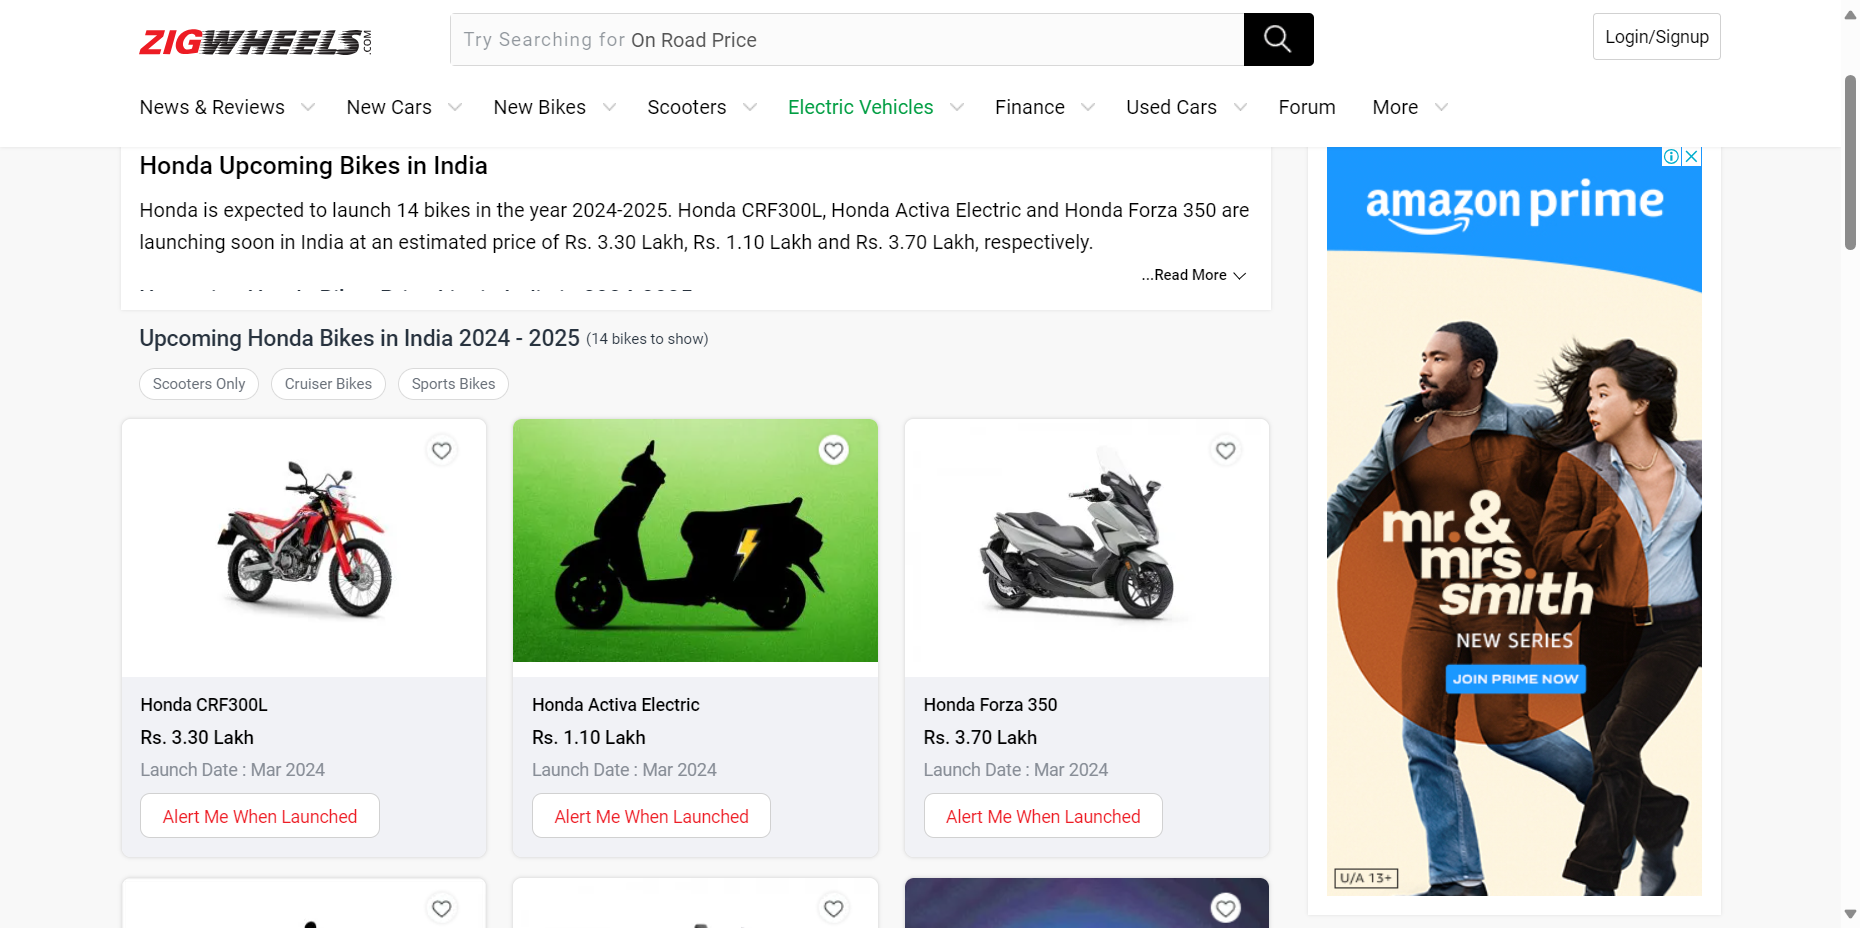 ZIGWHEELS.COM
Try Searching for On Road Price
Login/Signup
News & Reviews
New Cars
New Bikes
Scooters
Electric Vehicles
Finance
Used Cars
Forum
More
Honda Upcoming Bikes in India
Honda is expected to launch 14 bikes in the year 2024-2025. Honda CRF300L, Honda Activa Electric and Honda Forza 350 are
launching soon in India at an estimated price of Rs. 3.30 Lakh, Rs. 1.10 Lakh and Rs. 3.70 Lakh, respectively.
...Read More
Upcoming Honda Bikes in India 2024 - 2025 (14 bikes to show)
Scooters Only
Cruiser Bikes
Sports Bikes
Honda CRF300L
Rs. 3.30 Lakh
Launch Date : Mar 2024
Alert Me When Launched
Honda Activa Electric
Rs. 1.10 Lakh
Launch Date : Mar 2024
Alert Me When Launched
Honda Forza 350
Rs. 3.70 Lakh
Launch Date : Mar 2024
Alert Me When Launched
amazon prime
mr. &
mrs.
smith
NEW SERIES
JOIN PRIME NOW
U/A 13+